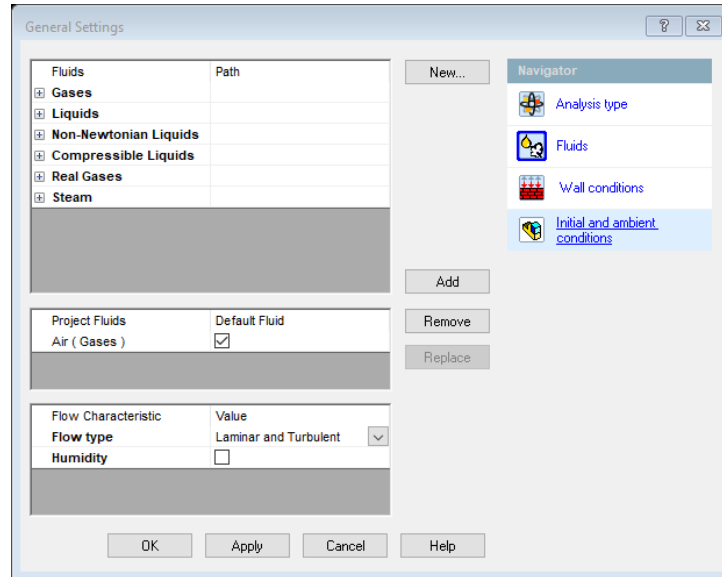 General Settings
Fluids Path
Gases
Liquids
Non-Newtonian Liquids
Compressible Liquids
Real Gases
Steam
New...
Add
Project Fluids Default Fluid
Air ( Gases )
Remove
Replace
Flow Characteristic Value
Flow type Laminar and Turbulent
Humidity
OK Apply Cancel Help
Navigator
Analysis type
Fluids
Wall conditions
Initial and ambient
conditions